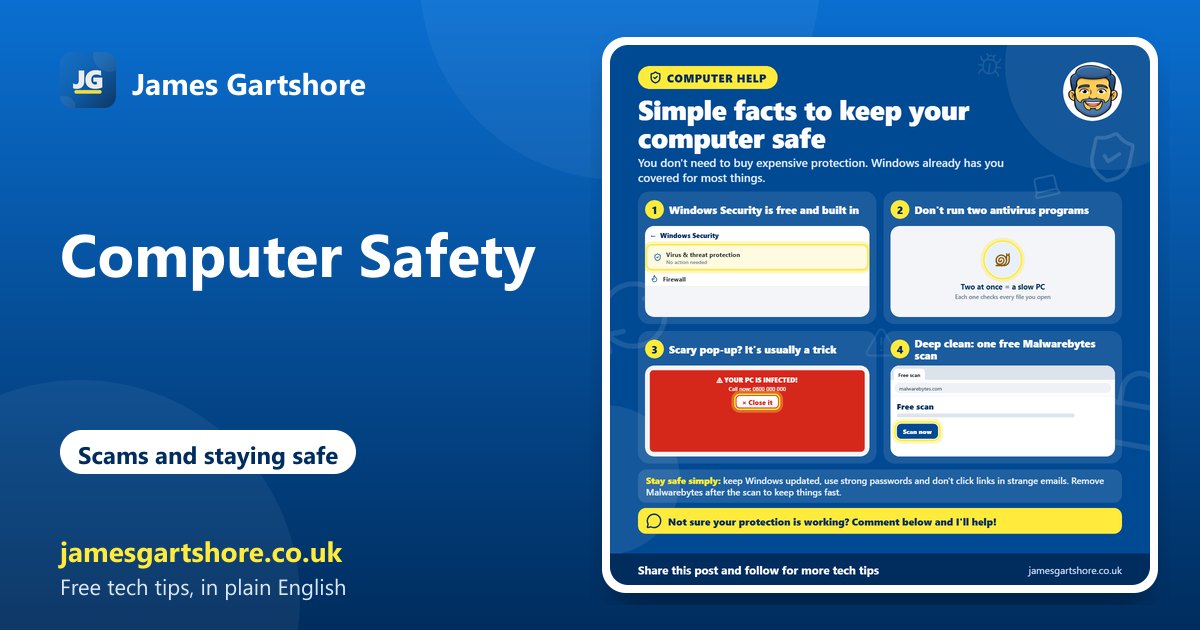 JG
James Gartshore
Computer Safety
Scams and staying safe
jamesgartshore.co.uk
Free tech tips, in plain English
COMPUTER HELP
Simple facts to keep your
computer safe
You don't need to buy expensive protection. Windows already has you
covered for most things.
1 Windows Security is free and built in
← Windows Security
Virus & threat protection
No action needed
Firewall
2 Don't run two antivirus programs
Two at once = a slow PC
Each one checks every file you open
3 Scary pop-up? It's usually a trick
⚠ YOUR PC IS INFECTED!
Call now: 0800 000 000
× Close it
4 Deep clean: one free Malwarebytes
scan
Free scan
malwarebytes.com
Free scan
Scan now
Stay safe simply: keep Windows updated, use strong passwords and don't click links in strange emails. Remove
Malwarebytes after the scan to keep things fast.
Not sure your protection is working? Comment below and I'll help!
Share this post and follow for more tech tips
jamesgartshore.co.uk